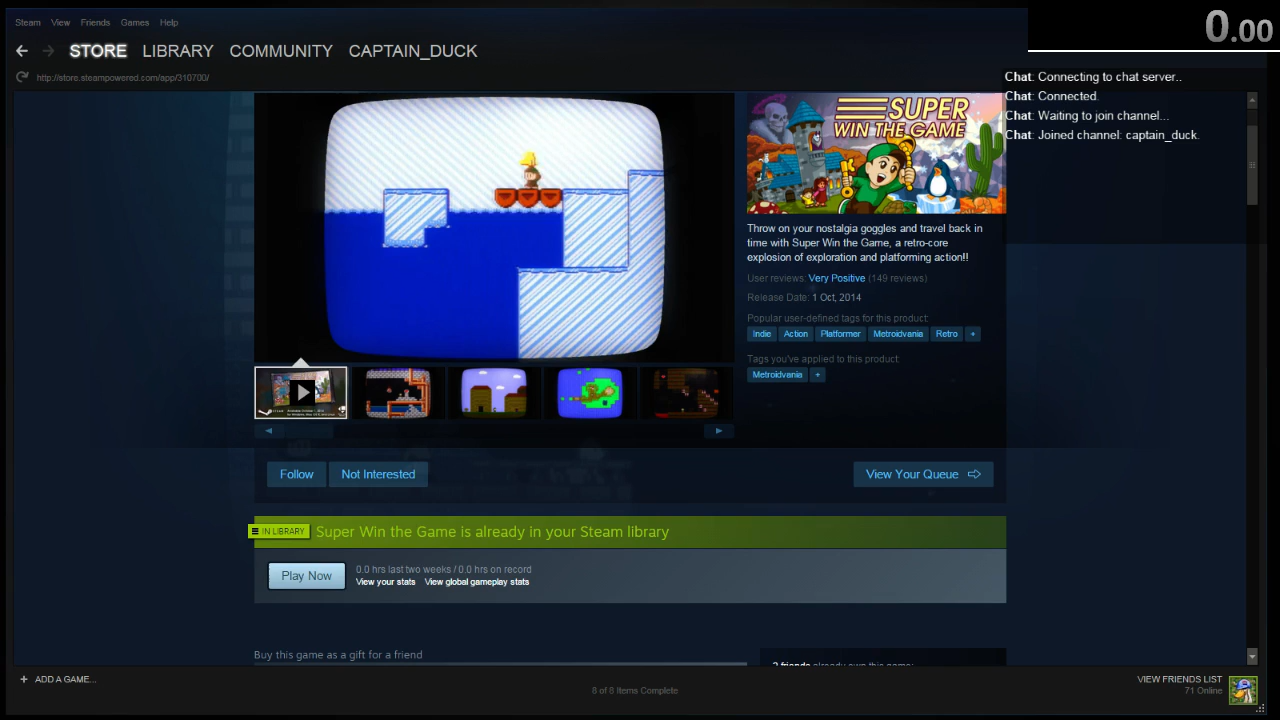 Steam View Friends Games Help
0.00
STORE LIBRARY COMMUNITY CAPTAIN_DUCK
http://store.steampowered.com/app/310700/
Chat: Connecting to chat server..
Chat: Connected.
Chat: Waiting to join channel...
Chat: Joined channel: captain_duck.
SUPER
WIN THE GAME
Throw on your nostalgia goggles and travel back in
time with Super Win the Game, a retro-core
explosion of exploration and platforming action!!
User reviews: Very Positive (149 reviews)
Release Date: 1 Oct, 2014
Popular user-defined tags for this product:
Indie Action Platformer Metroidvania Retro +
Tags you've applied to this product:
Metroidvania +
Follow Not Interested View Your Queue
IN LIBRARY Super Win the Game is already in your Steam library
Play Now
0.0 hrs last two weeks / 0.0 hrs on record
View your stats View global gameplay stats
Buy this game as a gift for a friend
2 friends already own this game:
+ ADD A GAME...
8 of 8 Items Complete
VIEW FRIENDS LIST
71 Online